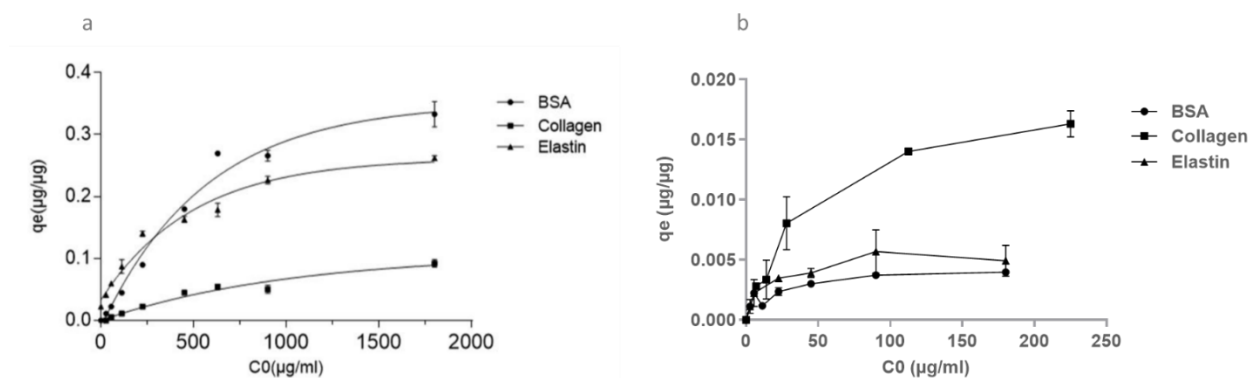 a
0.4
0.3
0.2
0.1
0.0
qe(µg/µg)
0 500 1000 1500 2000
C0(µg/ml)
BSA
Collagen
Elastin
b
0.020
0.015
0.010
0.005
0.000
qe (µg/µg)
0 50 100 150 200 250
C0 (µg/ml)
BSA
Collagen
Elastin